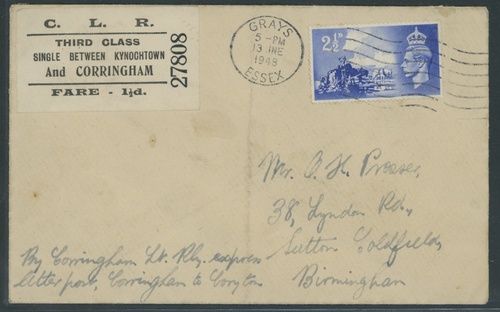 C. L. R.
THIRD CLASS
SINGLE BETWEEN KYNOCHTOWN
And CORRINGHAM
FARE - 1½d.
27808
GRAYS
5 - PM
13 JNE
1948
ESSEX
2½D
Mr. O. H. Prosser,
38, Lyndon Rd.,
Sutton Coldfield,
Birmingham
By Corringham Lt. Rly. express
letter post, Corringham to Coryton